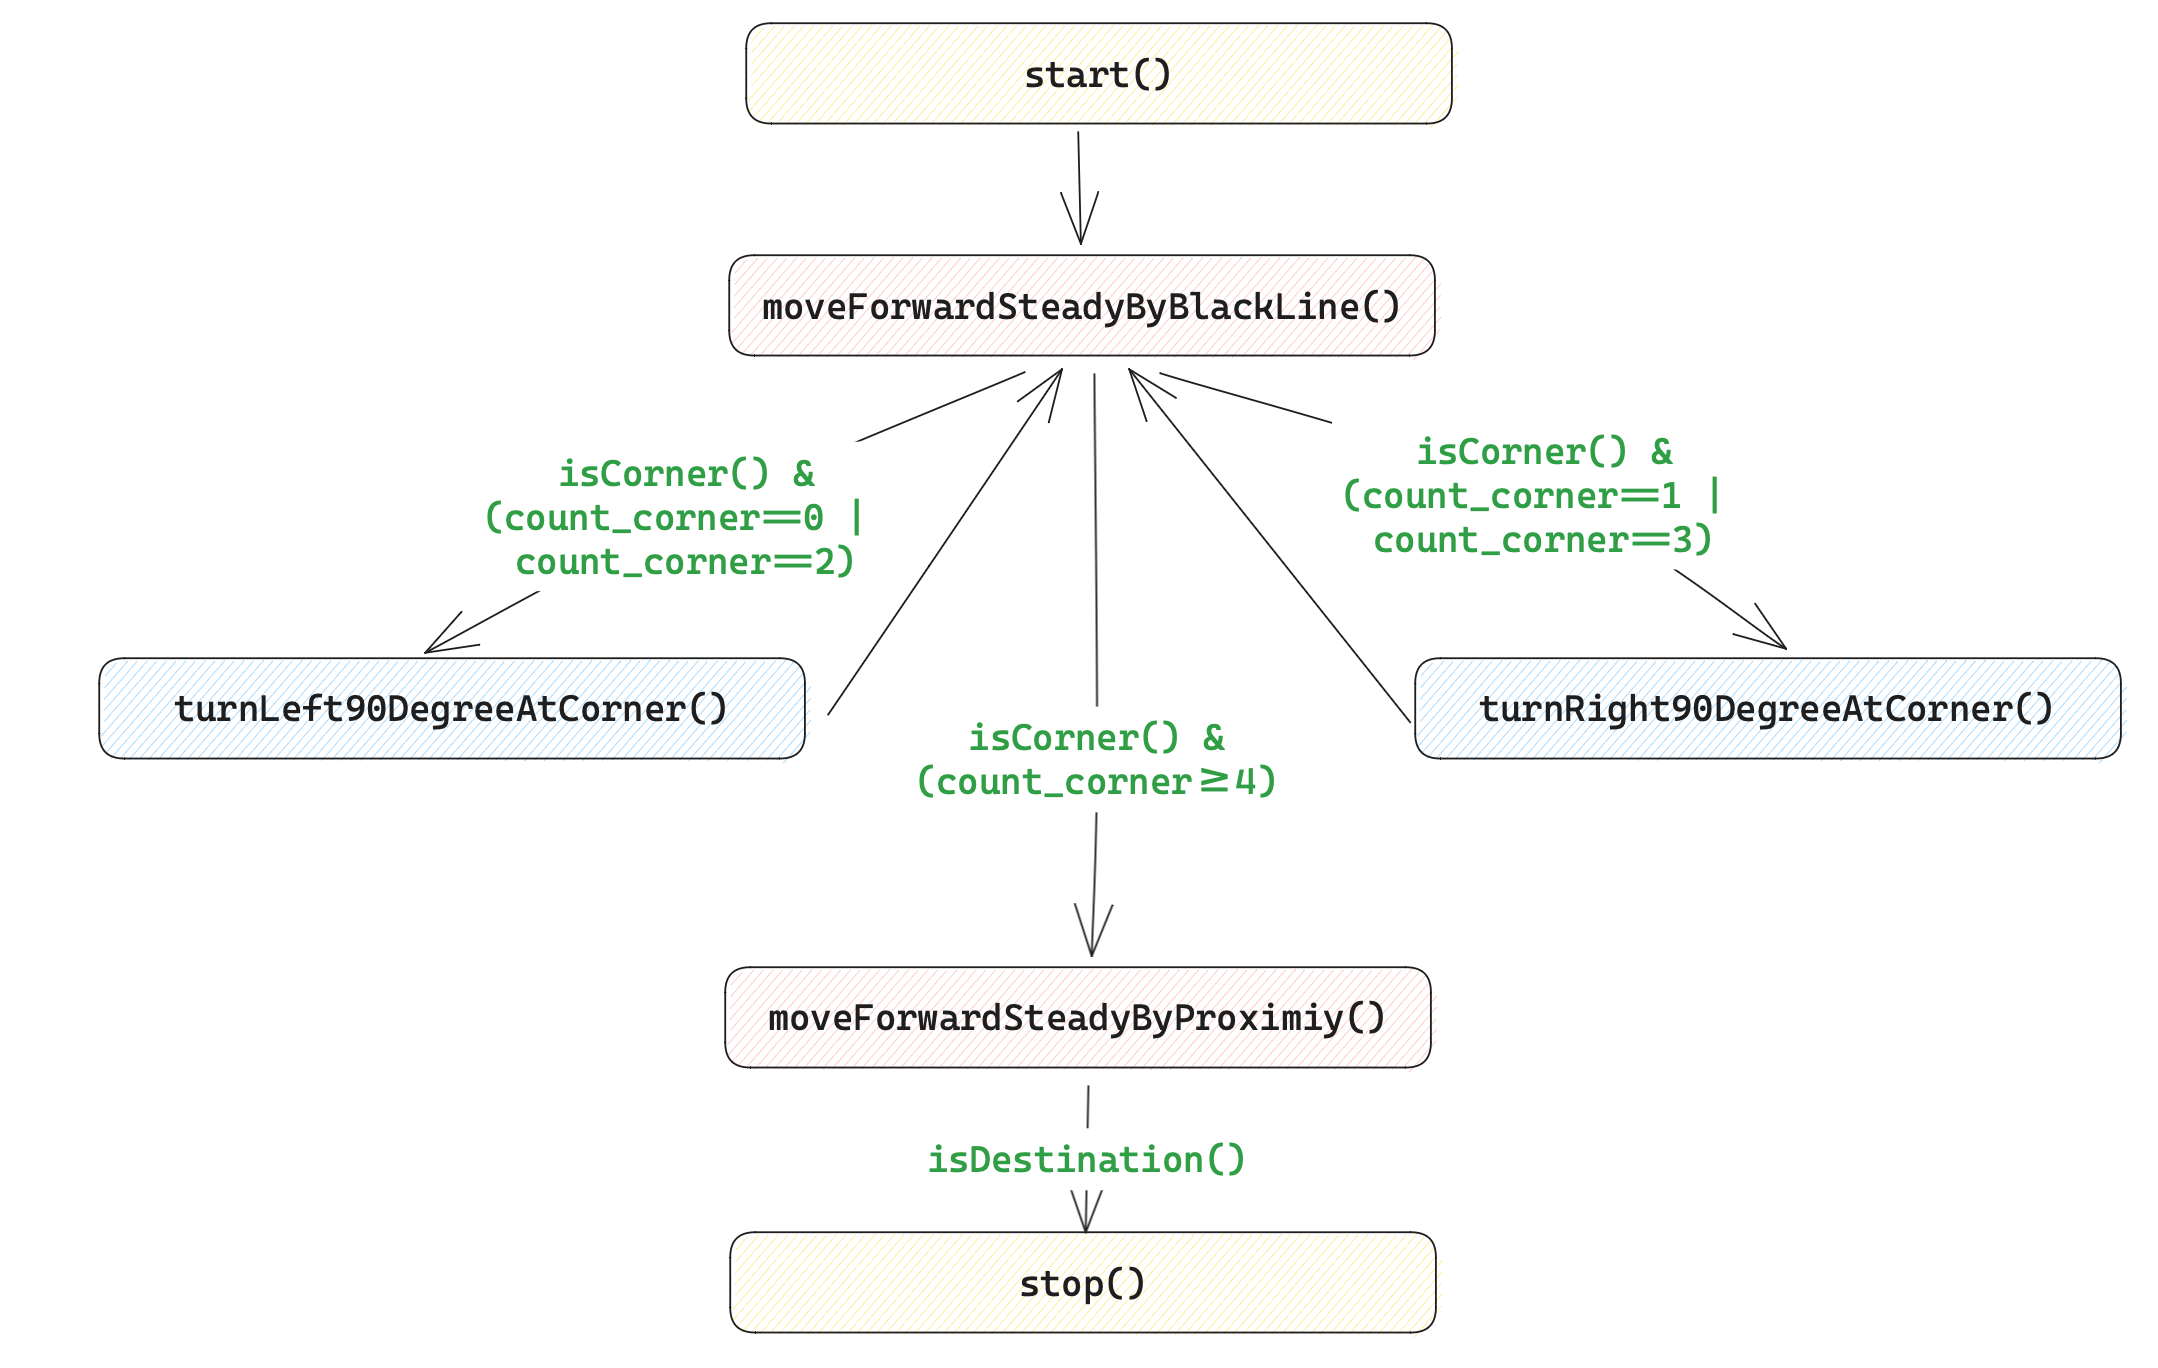 start()
moveForwardSteadyByBlackLine()
isCorner() &
(count_corner==0 |
count_corner==2)
isCorner() &
(count_corner==1 |
count_corner==3)
turnLeft90DegreeAtCorner()
turnRight90DegreeAtCorner()
isCorner() &
(count_corner≥4)
moveForwardSteadyByProximiy()
isDestination()
stop()